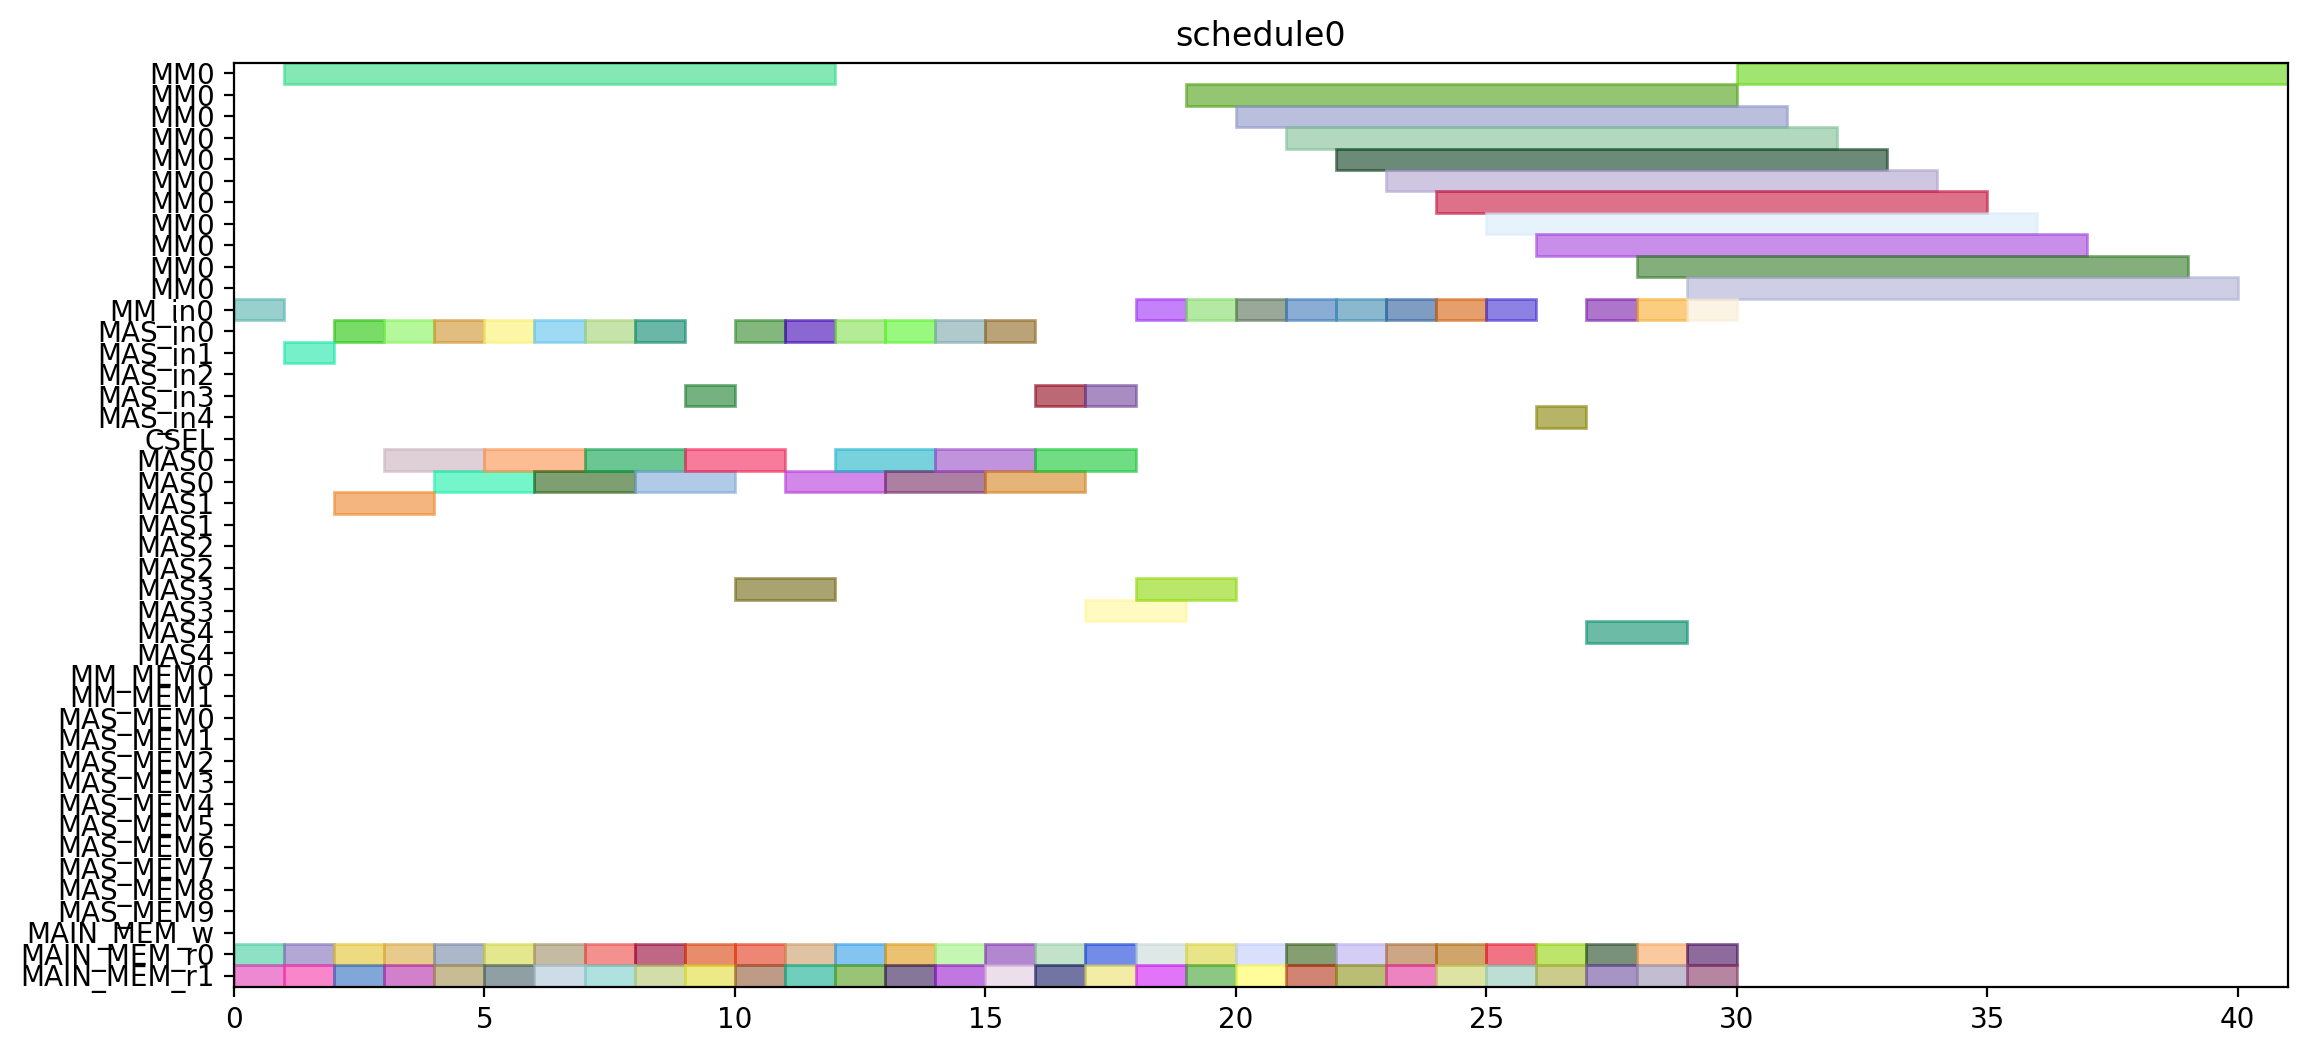 schedule0
MM0
MM0
MM0
MM0
MM0
MM0
MM0
MM0
MM0
MM0
MM0
MM_in0
MAS_in0
MAS_in1
MAS_in2
MAS_in3
MAS_in4
CSEL
MAS0
MAS0
MAS1
MAS1
MAS2
MAS2
MAS3
MAS3
MAS4
MAS4
MM_MEM0
MM_MEM1
MAS_MEM0
MAS_MEM1
MAS_MEM2
MAS_MEM3
MAS_MEM4
MAS_MEM5
MAS_MEM6
MAS_MEM7
MAS_MEM8
MAS_MEM9
MAIN_MEM_w
MAIN_MEM_r0
MAIN_MEM_r1
0 5 10 15 20 25 30 35 40